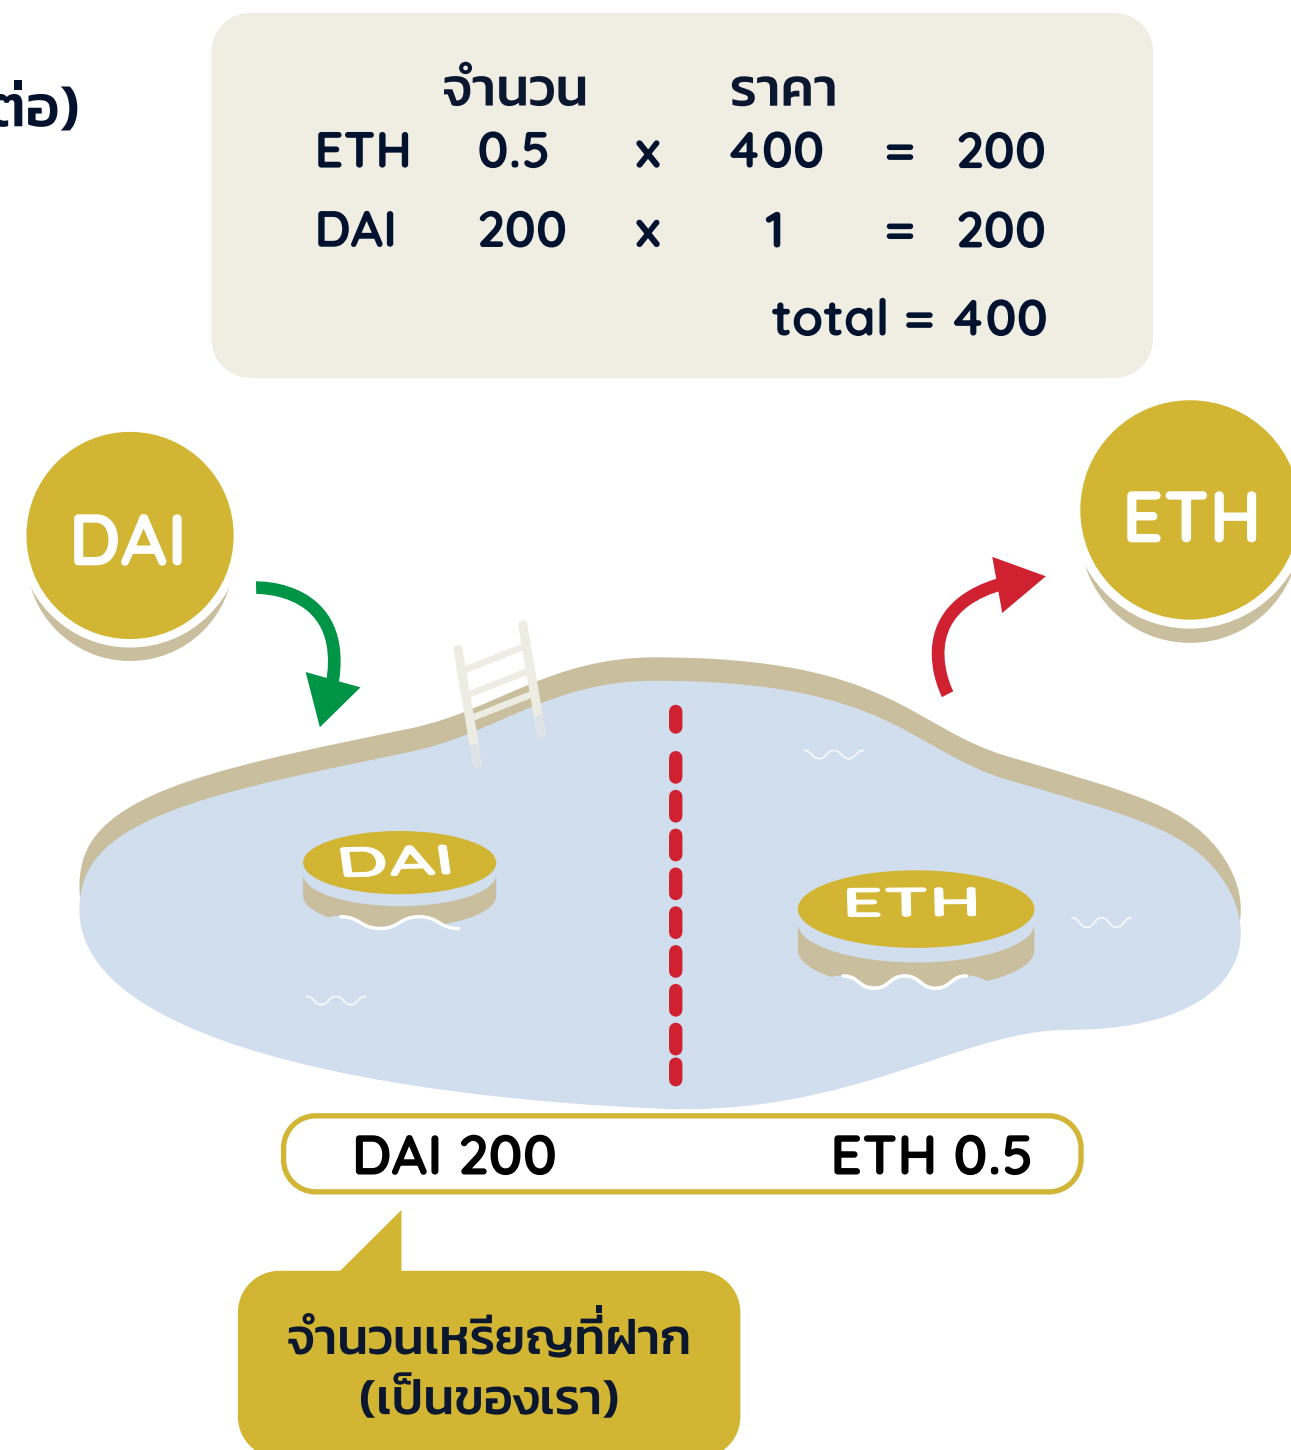 ต่อ)
จำนวน ราคา
ETH 0.5 x 400 = 200
DAI 200 x 1 = 200
total = 400
DAI
ETH
DAI
ETH
DAI 200 ETH 0.5
จำนวนเหรียญที่ฝาก
(เป็นของเรา)